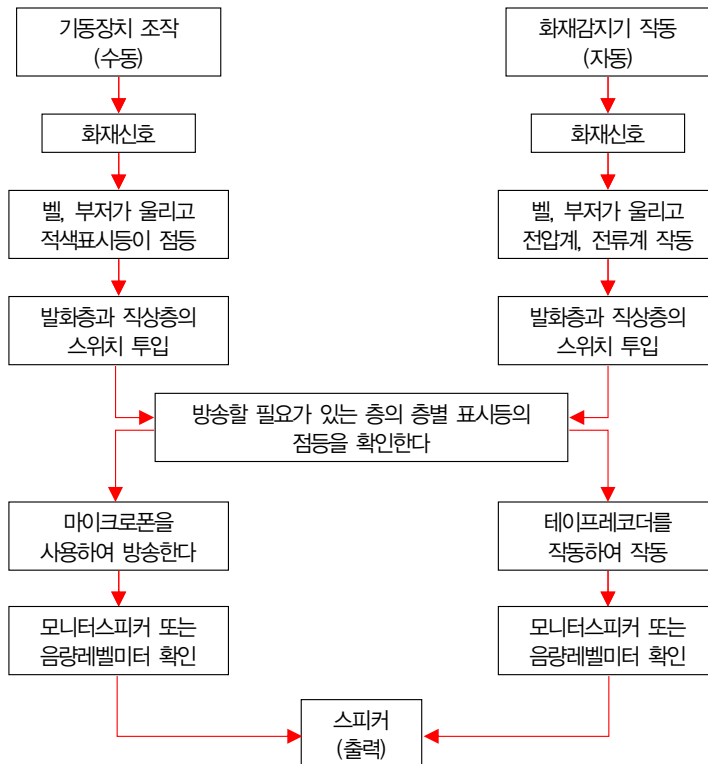 기동장치 조작
(수동)
화재감지기 작동
(자동)
화재신호
화재신호
벨, 부저가 울리고
적색표시등이 점등
벨, 부저가 울리고
전압계, 전류계 작동
발화층과 직상층의
스위치 투입
발화층과 직상층의
스위치 투입
방송할 필요가 있는 층의 층별 표시등의
점등을 확인한다
마이크로폰을
사용하여 방송한다
테이프레코더를
작동하여 작동
모니터스피커 또는
음량레벨미터 확인
모니터스피커 또는
음량레벨미터 확인
스피커
(출력)